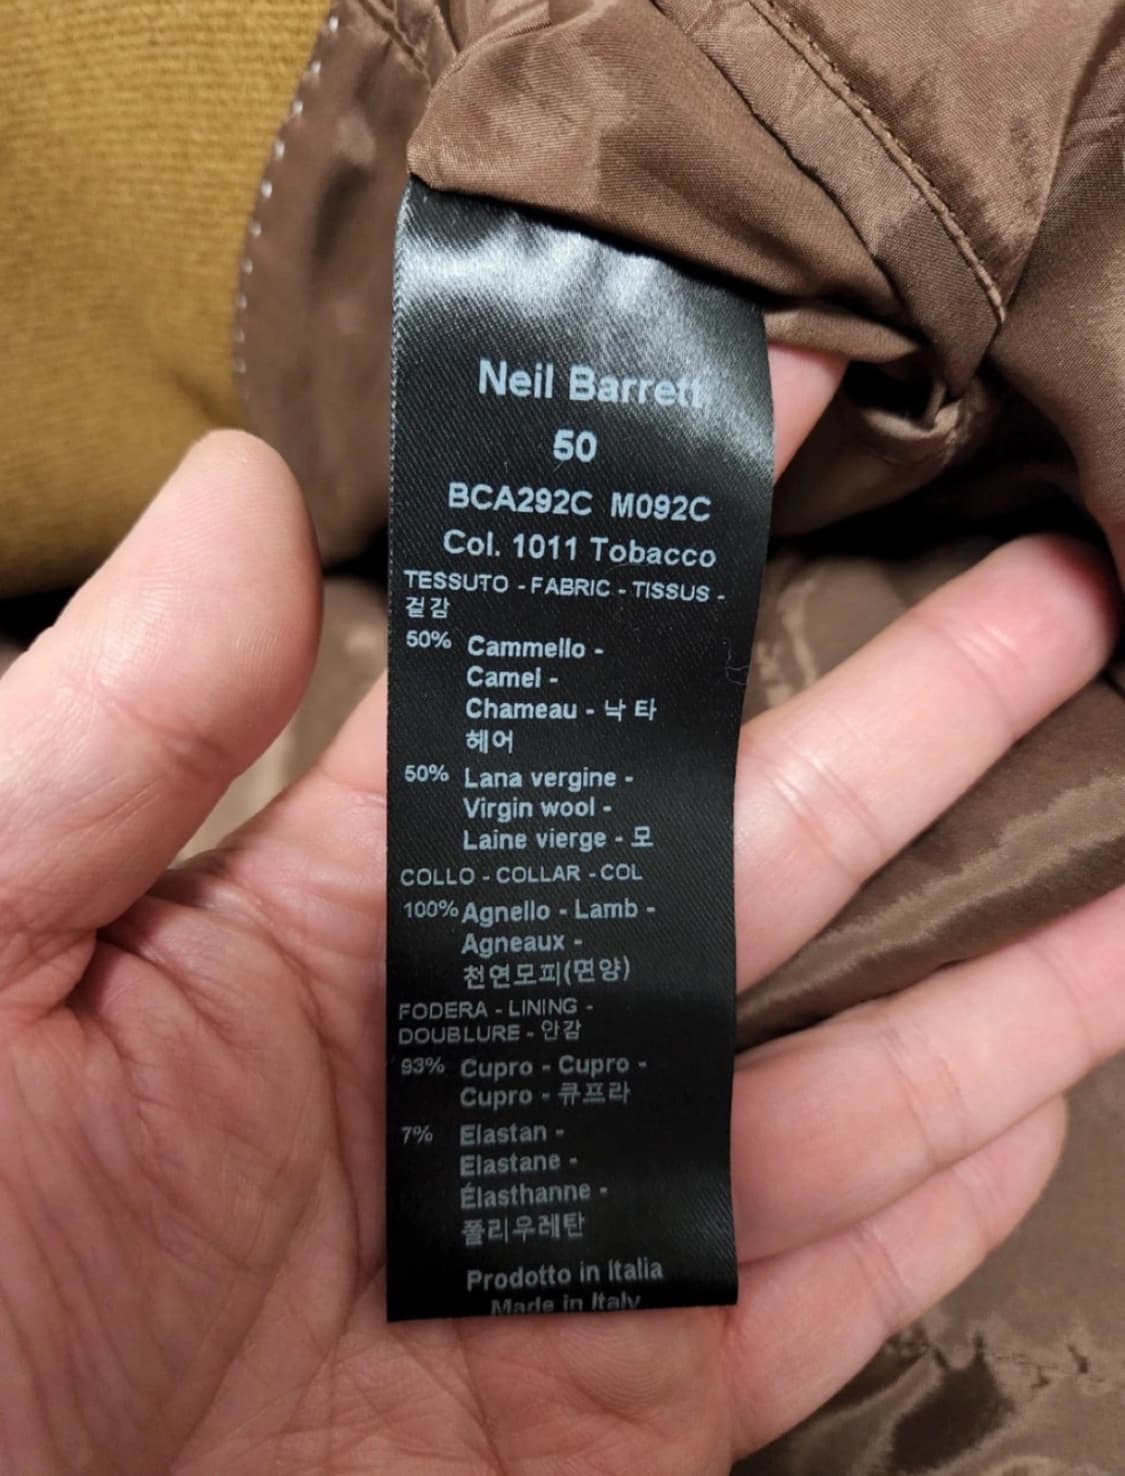 Neil Barrett
50
BCA292C M092C
Col. 1011 Tobacco
TESSUTO - FABRIC - TISSUS -
겉감
50% Cammello -
Camel -
Chameau - 낙타
헤어
50% Lana vergine -
Virgin wool -
Laine vierge - 모
COLLO - COLLAR - COL
100% Agnello - Lamb -
Agneaux -
천연모피(면양)
FODERA - LINING -
DOUBLURE - 안감
93% Cupro - Cupro -
Cupro - 큐프라
7% Elastan -
Elastane -
Élasthanne -
폴리우레탄
Prodotto in Italia
Made in Italy